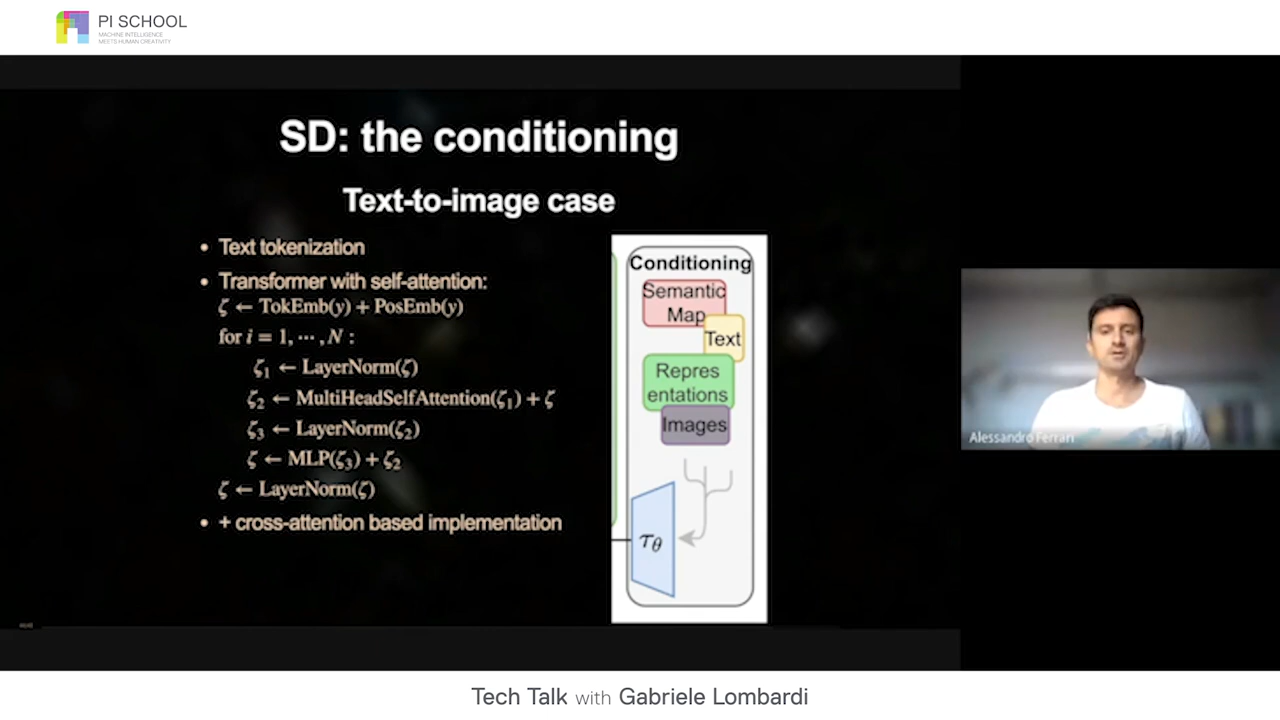 PI SCHOOL
MACHINE INTELLIGENCE
MEETS HUMAN CREATIVITY
SD: the conditioning
Text-to-image case
• Text tokenization
• Transformer with self-attention:
ζ ← TokEmb(y) + PosEmb(y)
for i = 1, ⋯ , N :
ζ₁ ← LayerNorm(ζ)
ζ₂ ← MultiHeadSelfAttention(ζ₁) + ζ
ζ₃ ← LayerNorm(ζ₂)
ζ ← MLP(ζ₃) + ζ₂
ζ ← LayerNorm(ζ)
• + cross-attention based implementation
Conditioning
Semantic
Map
Text
Repres
entations
Images
τθ
Alessandro Ferrari
Tech Talk with Gabriele Lombardi